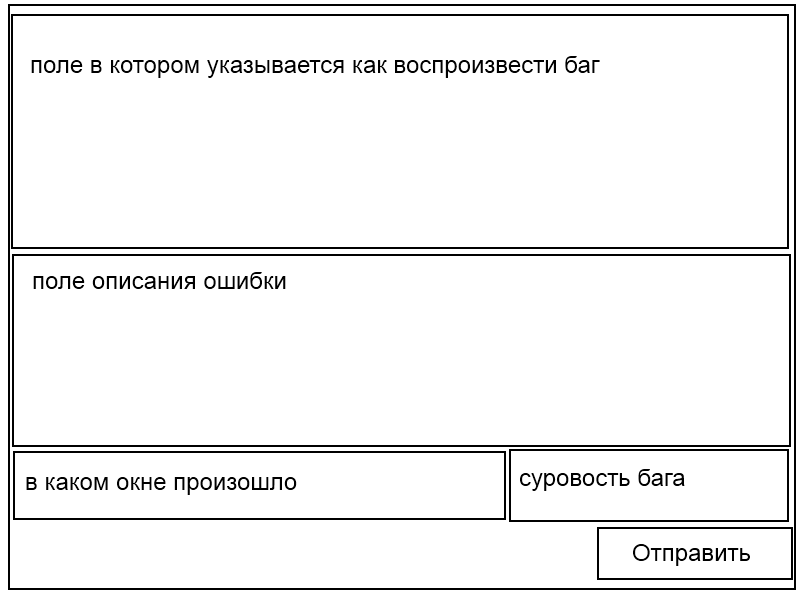 поле в котором указывается как воспроизвести баг
поле описания ошибки
в каком окне произошло
суровость бага
Отправить